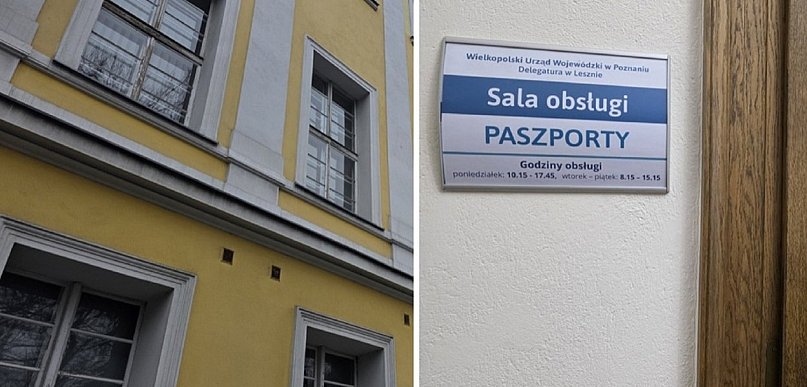 Wielkopolski Urząd Wojewódzki w Poznaniu
Delegatura w Lesznie
Sala obsługi
PASZPORTY
Godziny obsługi
poniedziałek: 10.15 - 17.45, wtorek – piątek: 8.15 – 15.15